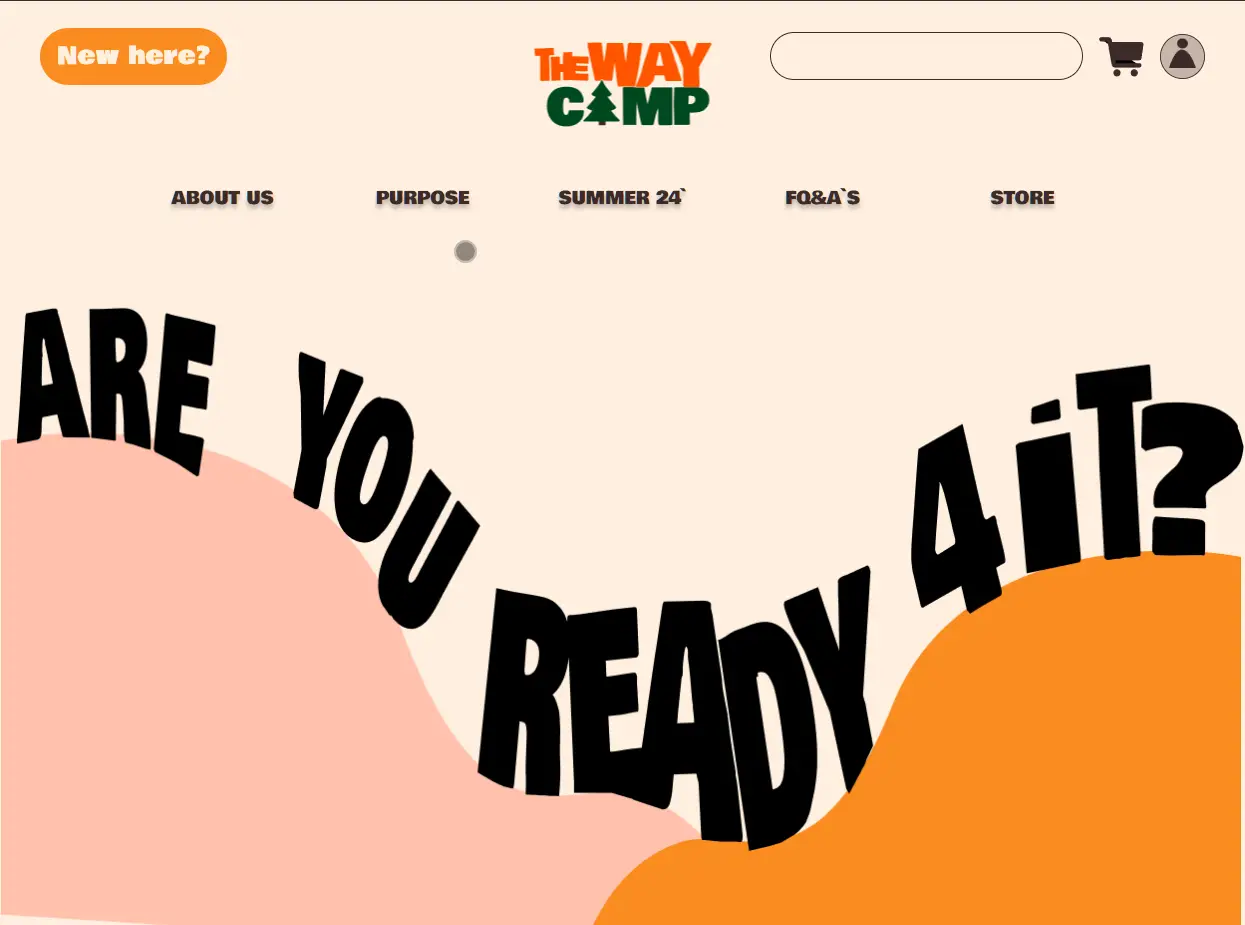 New here?
THE WAY
CAMP
ABOUT US
PURPOSE
SUMMER 24`
FQ&A`S
STORE
ARE YOU READY 4 iT?